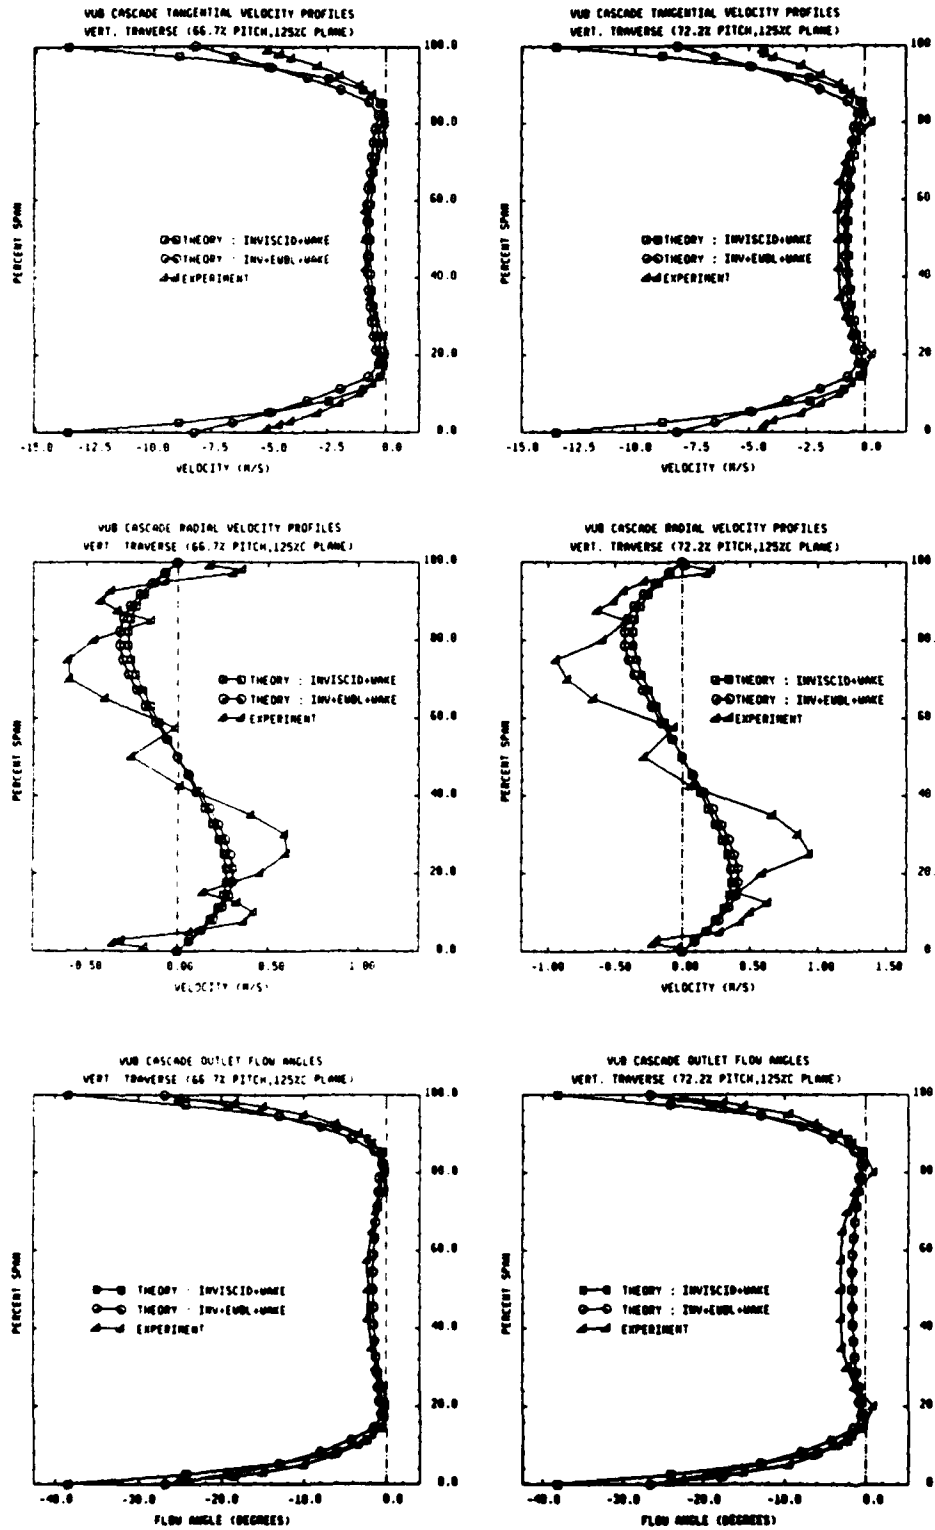 VUB CASCADE TANGENTIAL VELOCITY PROFILES
VERT. TRAVERSE (66.7% PITCH,125%C PLANE)
100.0
80.0
60.0
40.0
20.0
0.0
PERCENT SPAN
THEORY : INVISCID+WAKE
THEORY : INV+EWBL+WAKE
EXPERIMENT
-15.0 -12.5 -10.0 -7.5 -5.0 -2.5 0.0
VELOCITY (M/S)
VUB CASCADE TANGENTIAL VELOCITY PROFILES
VERT. TRAVERSE (72.2% PITCH,125%C PLANE)
100
80
60
40
20
0
PERCENT SPAN
THEORY : INVISCID+WAKE
THEORY : INV+EWBL+WAKE
EXPERIMENT
-15.0 -12.5 -10.0 -7.5 -5.0 -2.5 0.0
VELOCITY (M/S)
VUB CASCADE RADIAL VELOCITY PROFILES
VERT. TRAVERSE (66.7% PITCH,125%C PLANE)
100.0
80.0
60.0
40.0
20.0
0.0
PERCENT SPAN
THEORY : INVISCID+WAKE
THEORY : INV+EWBL+WAKE
EXPERIMENT
-0.50 0.00 0.50 1.00
VELOCITY (M/S)
VUB CASCADE RADIAL VELOCITY PROFILES
VERT. TRAVERSE (72.2% PITCH,125%C PLANE)
100
80
60
40
20
0
PERCENT SPAN
THEORY : INVISCID+WAKE
THEORY : INV+EWBL+WAKE
EXPERIMENT
-1.00 -0.50 0.00 0.50 1.00 1.50
VELOCITY (M/S)
VUB CASCADE OUTLET FLOW ANGLES
VERT. TRAVERSE (66.7% PITCH,125%C PLANE)
100.0
80.0
60.0
40.0
20.0
0.0
PERCENT SPAN
THEORY : INVISCID+WAKE
THEORY : INV+EWBL+WAKE
EXPERIMENT
-40.0 -30.0 -20.0 -10.0 0.0
FLOW ANGLE (DEGREES)
VUB CASCADE OUTLET FLOW ANGLES
VERT. TRAVERSE (72.2% PITCH,125%C PLANE)
100
80
60
40
20
0
PERCENT SPAN
THEORY : INVISCID+WAKE
THEORY : INV+EWBL+WAKE
EXPERIMENT
-40.0 -30.0 -20.0 -10.0 0.0
FLOW ANGLE (DEGREES)